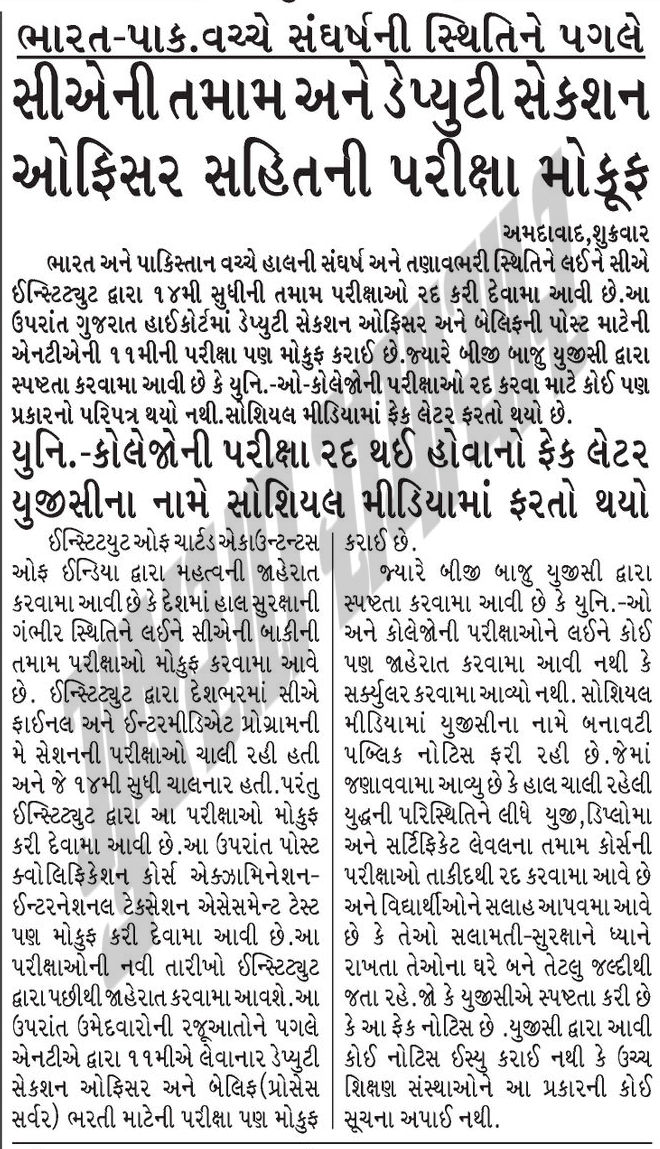 ભારત-પાક.વચ્ચે સંઘર્ષની સ્થિતિને પગલે
સીએની તમામ અને ડેપ્યુટી સેકશન
ઓફિસર સહિતની પરીક્ષા મોકૂફ
અમદાવાદ,શુક્રવાર
ભારત અને પાકિસ્તાન વચ્ચે હાલની સંઘર્ષ અને તણાવભરી સ્થિતિને લઈને સીએ
ઈન્સ્ટિટ્યુટ દ્વારા ૧૪મી સુધીની તમામ પરીક્ષાઓ રદ કરી દેવામા આવી છે.આ
ઉપરાંત ગુજરાત હાઈકોર્ટમાં ડેપ્યુટી સેકશન ઓફિસર અને બેલિફની પોસ્ટ માટેની
એનટીએની ૧૧મીની પરીક્ષા પણ મોકુફ કરાઈ છે.જ્યારે બીજી બાજુ યુજીસી દ્વારા
સ્પષ્ટતા કરવામા આવી છે કે યુનિ.-ઓ-કોલેજોની પરીક્ષાઓ રદ કરવા માટે કોઈ પણ
પ્રકારનો પરિપત્ર થયો નથી.સોશિયલ મીડિયામાં ફેક લેટર ફરતો થયો છે.
યુનિ.-કોલેજોની પરીક્ષા રદ થઈ હોવાનો ફેક લેટર
યુજીસીના નામે સોશિયલ મીડિયામાં ફરતો થયો
ઈન્સ્ટિટયુટ ઓફ ચાર્ટડ એકાઉન્ટન્ટસ
ઓફ ઈન્ડિયા દ્વારા મહત્વની જાહેરાત
કરવામા આવી છે કે દેશમાં હાલ સુરક્ષાની
ગંભીર સ્થિતિને લઈને સીએની બાકીની
તમામ પરીક્ષાઓ મોકુફ કરવામા આવે
છે. ઈન્સ્ટિટ્યુટ દ્વારા દેશભરમાં સીએ
ફાઈનલ અને ઈન્ટરમીડિએટ પ્રોગ્રામની
મે સેશનની પરીક્ષાઓ ચાલી રહી હતી
અને જે ૧૪મી સુધી ચાલનાર હતી.પરંતુ
ઈન્સ્ટિટ્યુટ દ્વારા આ પરીક્ષાઓ મોકુફ
કરી દેવામા આવી છે.આ ઉપરાંત પોસ્ટ
ક્વોલિફિકેશન કોર્સ એક્ઝામિનેશન-
ઈન્ટરનેશનલ ટેક્સેશન એસેસમેન્ટ ટેસ્ટ
પણ મોકુફ કરી દેવામા આવી છે.આ
પરીક્ષાઓની નવી તારીખો ઈન્સ્ટિટ્યુટ
દ્વારા પછીથી જાહેરાત કરવામા આવશે.આ
ઉપરાંત ઉમેદવારોની રજૂઆતોને પગલે
એનટીએ દ્વારા ૧૧મીએ લેવાનાર ડેપ્યુટી
સેકશન ઓફિસર અને બેલિફ(પ્રોસેસ
સર્વર) ભરતી માટેની પરીક્ષા પણ મોકુફ
કરાઈ છે.
જ્યારે બીજી બાજુ યુજીસી દ્વારા
સ્પષ્ટતા કરવામા આવી છે કે યુનિ.-ઓ
અને કોલેજોની પરીક્ષાઓને લઈને કોઈ
પણ જાહેરાત કરવામા આવી નથી કે
સર્ક્યુલર કરવામા આવ્યો નથી. સોશિયલ
મીડિયામાં યુજીસીના નામે બનાવટી
પબ્લિક નોટિસ ફરી રહી છે.જેમાં
જણાવવામા આવ્યુ છે કે હાલ ચાલી રહેલી
યુદ્ધની પરિસ્થિતિને લીધે યુજી,ડિપ્લોમા
અને સર્ટિફિકેટ લેવલના તમામ કોર્સની
પરીક્ષાઓ તાકીદથી રદ કરવામા આવે છે
અને વિદ્યાર્થીઓને સલાહ આપવમા આવે
છે કે તેઓ સલામતી-સુરક્ષાને ધ્યાને
રાખતા તેઓના ઘરે બને તેટલુ જલ્દીથી
જતા રહે.જો કે યુજીસીએ સ્પષ્ટતા કરી છે
કે આ ફેક નોટિસ છે .યુજીસી દ્વારા આવી
કોઈ નોટિસ ઈસ્યુ કરાઈ નથી કે ઉચ્ચ
શિક્ષણ સંસ્થાઓને આ પ્રકારની કોઈ
સૂચના અપાઈ નથી.
ગુજરાત સમાચાર